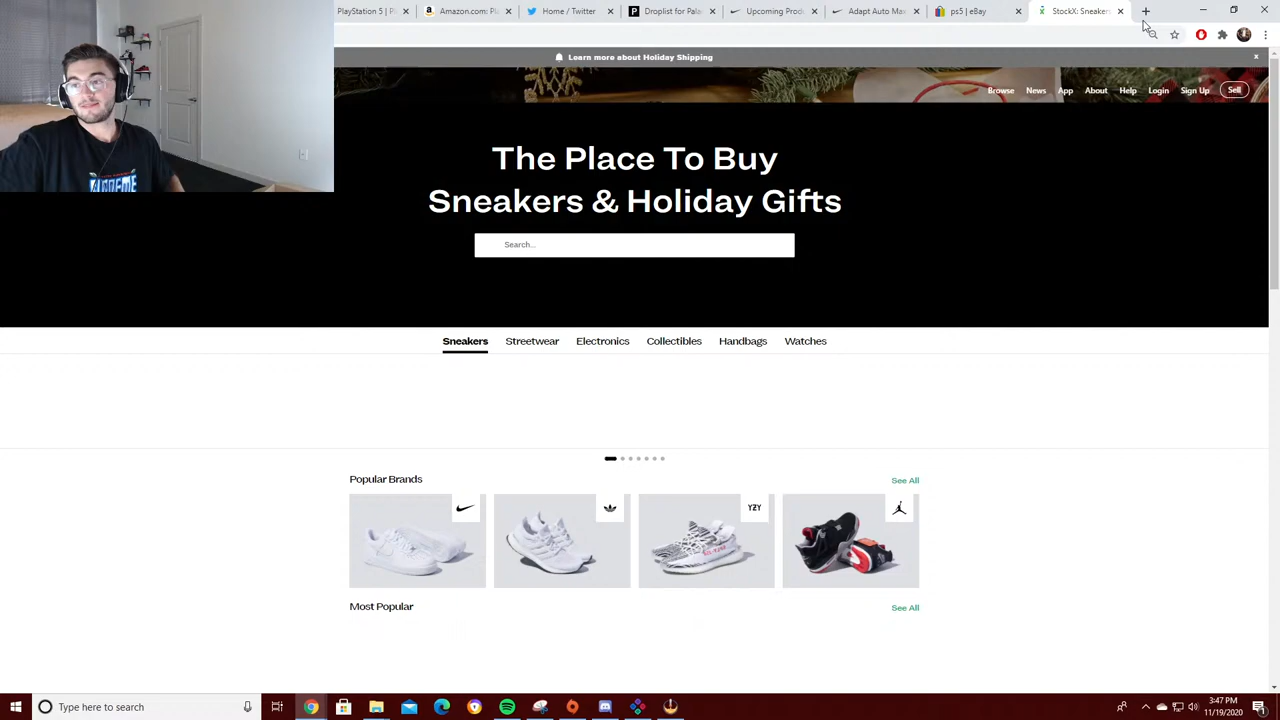 PlayStation 5 |
Amazon.com: Pl
Home / Twitter
Droplist for Pala
Upcoming Produ
Adapt Auto Max
ps5 | eBay
StockX: Sneaker
Learn more about Holiday Shipping
x
Browse
News
App
About
Help
Login
Sign Up
Sell
The Place To Buy
Sneakers & Holiday Gifts
Search...
Sneakers
Streetwear
Electronics
Collectibles
Handbags
Watches
Popular Brands
See All
YZY
Most Popular
See All
Type here to search
3:47 PM
11/19/2020